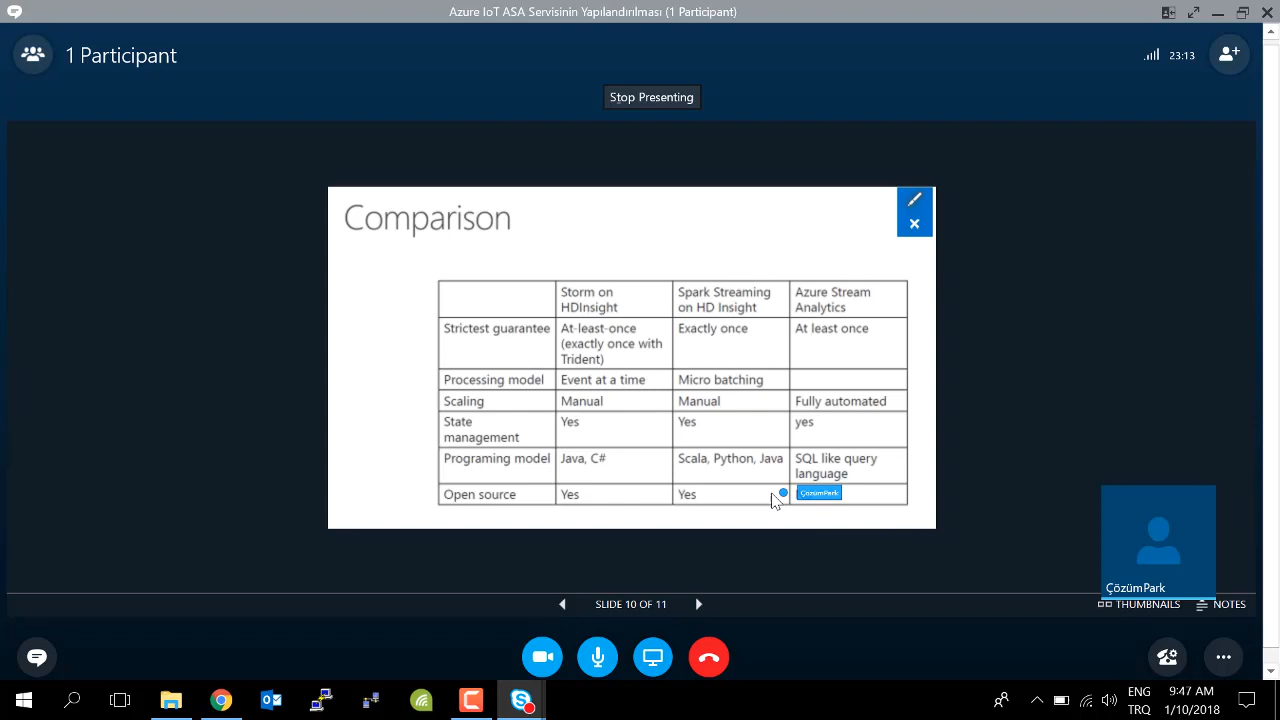 Azure IoT ASA Servisinin Yapılandırılması (1 Participant)
1 Participant
23:13
Stop Presenting
Comparison
Storm on HDInsight
Spark Streaming on HD Insight
Azure Stream Analytics
Strictest guarantee
At-least-once (exactly once with Trident)
Exactly once
At least once
Processing model
Event at a time
Micro batching
Scaling
Manual
Manual
Fully automated
State management
Yes
Yes
yes
Programing model
Java, C#
Scala, Python, Java
SQL like query language
Open source
Yes
Yes
ÇözümPark
ÇözümPark
SLIDE 10 OF 11
THUMBNAILS
NOTES
ENG
TRQ
9:47 AM
1/10/2018